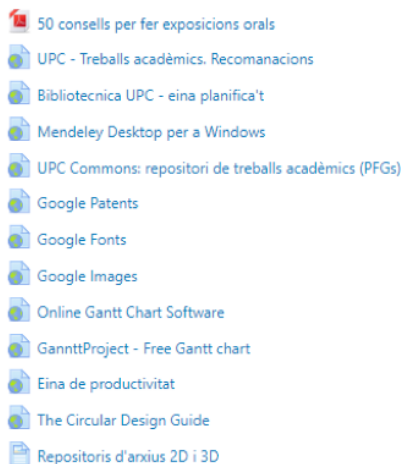 50 consells per fer exposicions orals
UPC - Treballs acadèmics. Recomanacions
Bibliotecnica UPC - eina planifica't
Mendeley Desktop per a Windows
UPC Commons: repositori de treballs acadèmics (PFGs)
Google Patents
Google Fonts
Google Images
Online Gantt Chart Software
GannttProject - Free Gantt chart
Eina de productivitat
The Circular Design Guide
Repositoris d'arxius 2D i 3D